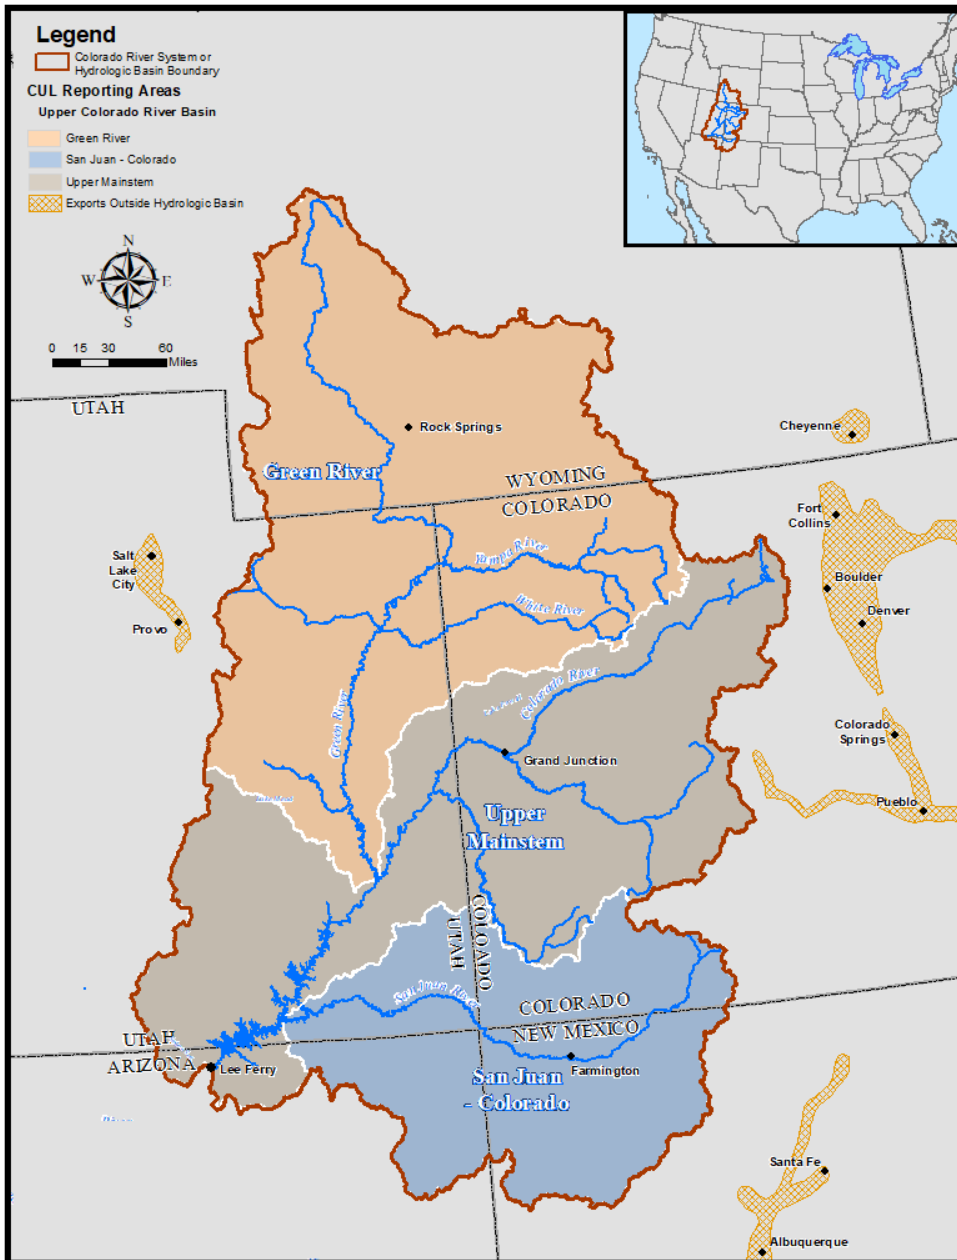 Legend
Colorado River System or
Hydrologic Basin Boundary
CUL Reporting Areas
Upper Colorado River Basin
Green River
San Juan - Colorado
Upper Mainstem
Exports Outside Hydrologic Basin
N
W E
S
0 15 30 60
Miles
UTAH
Rock Springs
Cheyenne
Green River
WYOMING
COLORADO
Fort
Collins
Salt
Lake
City
Yampa River
Boulder
White River
Denver
Provo
Green River
Colorado River
Colorado
Springs
Grand Junction
Pueblo
Upper
Mainstem
COLOADO
UTAH
San Juan River
COLORADO
NEW MEXICO
UTAH
ARIZONA
Lee Ferry
Farmington
San Juan
- Colorado
Santa Fe
Albuquerque